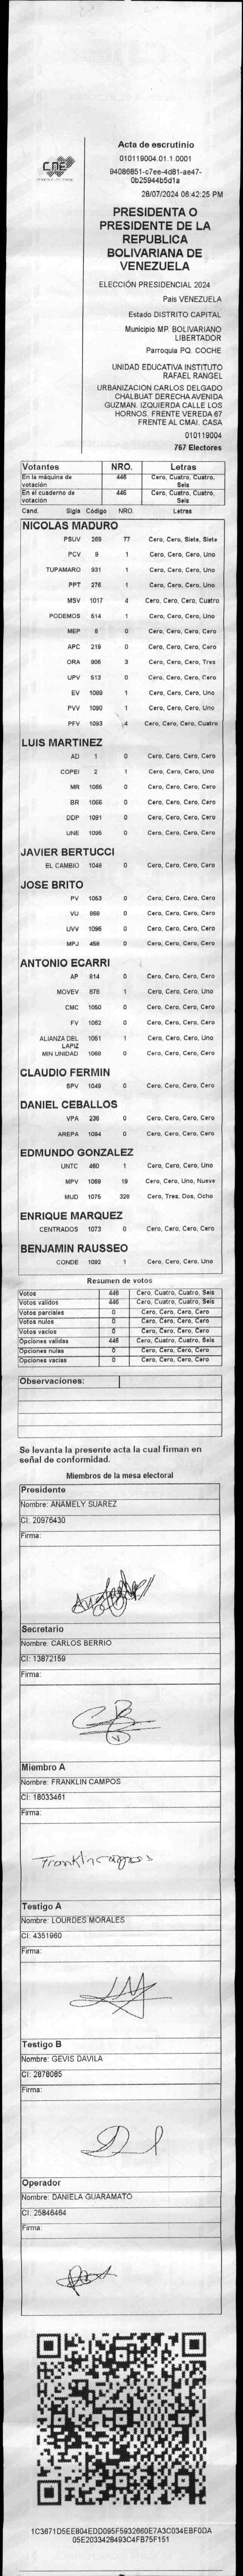 CNE
Acta de escrutinio
010119004.01.1.0001
94086851-c7ee-4d81-ae47-
0b25944b5d1a
28/07/2024 06:42:25 PM
PRESIDENTA O
PRESIDENTE DE LA
REPUBLICA
BOLIVARIANA DE
VENEZUELA
ELECCIÓN PRESIDENCIAL 2024
País VENEZUELA
Estado DISTRITO CAPITAL
Municipio MP. BOLIVARIANO
LIBERTADOR
Parroquia PQ. COCHE
UNIDAD EDUCATIVA INSTITUTO
RAFAEL RANGEL
URBANIZACION CARLOS DELGADO
CHALBUAT DERECHA AVENIDA
GUZMAN. IZQUIERDA CALLE LOS
HORNOS. FRENTE VEREDA 67
FRENTE AL CMAI. CASA
010119004
767 Electores
Votantes NRO. Letras
En la máquina de votación 446 Cero, Cuatro, Cuatro, Seis
En el cuaderno de votación 446 Cero, Cuatro, Cuatro, Seis
Cand. Sigla Código NRO. Letras
NICOLAS MADURO
PSUV 269 77 Cero, Cero, Siete, Siete
PCV 9 1 Cero, Cero, Cero, Uno
TUPAMARO 931 1 Cero, Cero, Cero, Uno
PPT 276 1 Cero, Cero, Cero, Uno
MSV 1017 4 Cero, Cero, Cero, Cuatro
PODEMOS 514 1 Cero, Cero, Cero, Uno
MEP 6 0 Cero, Cero, Cero, Cero
APC 219 0 Cero, Cero, Cero, Cero
ORA 906 3 Cero, Cero, Cero, Tres
UPV 513 0 Cero, Cero, Cero, Cero
EV 1089 1 Cero, Cero, Cero, Uno
PVV 1090 1 Cero, Cero, Cero, Uno
PFV 1093 4 Cero, Cero, Cero, Cuatro
LUIS MARTINEZ
AD 1 0 Cero, Cero, Cero, Cero
COPEI 2 1 Cero, Cero, Cero, Uno
MR 1065 0 Cero, Cero, Cero, Cero
BR 1066 0 Cero, Cero, Cero, Cero
DDP 1091 0 Cero, Cero, Cero, Cero
UNE 1095 0 Cero, Cero, Cero, Cero
JAVIER BERTUCCI
EL CAMBIO 1048 0 Cero, Cero, Cero, Cero
JOSE BRITO
PV 1053 0 Cero, Cero, Cero, Cero
VU 868 0 Cero, Cero, Cero, Cero
UVV 1096 0 Cero, Cero, Cero, Cero
MPJ 458 0 Cero, Cero, Cero, Cero
ANTONIO ECARRI
AP 814 0 Cero, Cero, Cero, Cero
MOVEV 678 1 Cero, Cero, Cero, Uno
CMC 1050 0 Cero, Cero, Cero, Cero
FV 1062 0 Cero, Cero, Cero, Cero
ALIANZA DEL LAPIZ 1051 1 Cero, Cero, Cero, Uno
MIN UNIDAD 1068 0 Cero, Cero, Cero, Cero
CLAUDIO FERMIN
SPV 1049 0 Cero, Cero, Cero, Cero
DANIEL CEBALLOS
VPA 236 0 Cero, Cero, Cero, Cero
AREPA 1094 0 Cero, Cero, Cero, Cero
EDMUNDO GONZALEZ
UNTC 460 1 Cero, Cero, Cero, Uno
MPV 1069 19 Cero, Cero, Uno, Nueve
MUD 1075 328 Cero, Tres, Dos, Ocho
ENRIQUE MARQUEZ
CENTRADOS 1073 0 Cero, Cero, Cero, Cero
BENJAMIN RAUSSEO
CONDE 1092 1 Cero, Cero, Cero, Uno
Resumen de votos
Votos 446 Cero, Cuatro, Cuatro, Seis
Votos válidos 446 Cero, Cuatro, Cuatro, Seis
Votos parciales 0 Cero, Cero, Cero, Cero
Votos nulos 0 Cero, Cero, Cero, Cero
Votos vacíos 0 Cero, Cero, Cero, Cero
Opciones válidas 446 Cero, Cuatro, Cuatro, Seis
Opciones nulas 0 Cero, Cero, Cero, Cero
Opciones vacías 0 Cero, Cero, Cero, Cero
Observaciones:
Se levanta la presente acta la cual firman en
señal de conformidad.
Miembros de la mesa electoral
Presidente
Nombre: ANAMELY SUAREZ
CI: 20976430
Firma:
Secretario
Nombre: CARLOS BERRIO
CI: 13872159
Firma:
Miembro A
Nombre: FRANKLIN CAMPOS
CI: 18033461
Firma:
Franklin campos
Testigo A
Nombre: LOURDES MORALES
CI: 4351960
Firma:
Testigo B
Nombre: GEVIS DAVILA
CI: 2878085
Firma:
Operador
Nombre: DANIELA GUARAMATO
CI: 25846464
Firma:
1C3671D5EE804EDD095F5932660E7A3C034EBF0DA
05E2033428493C4FB75F151